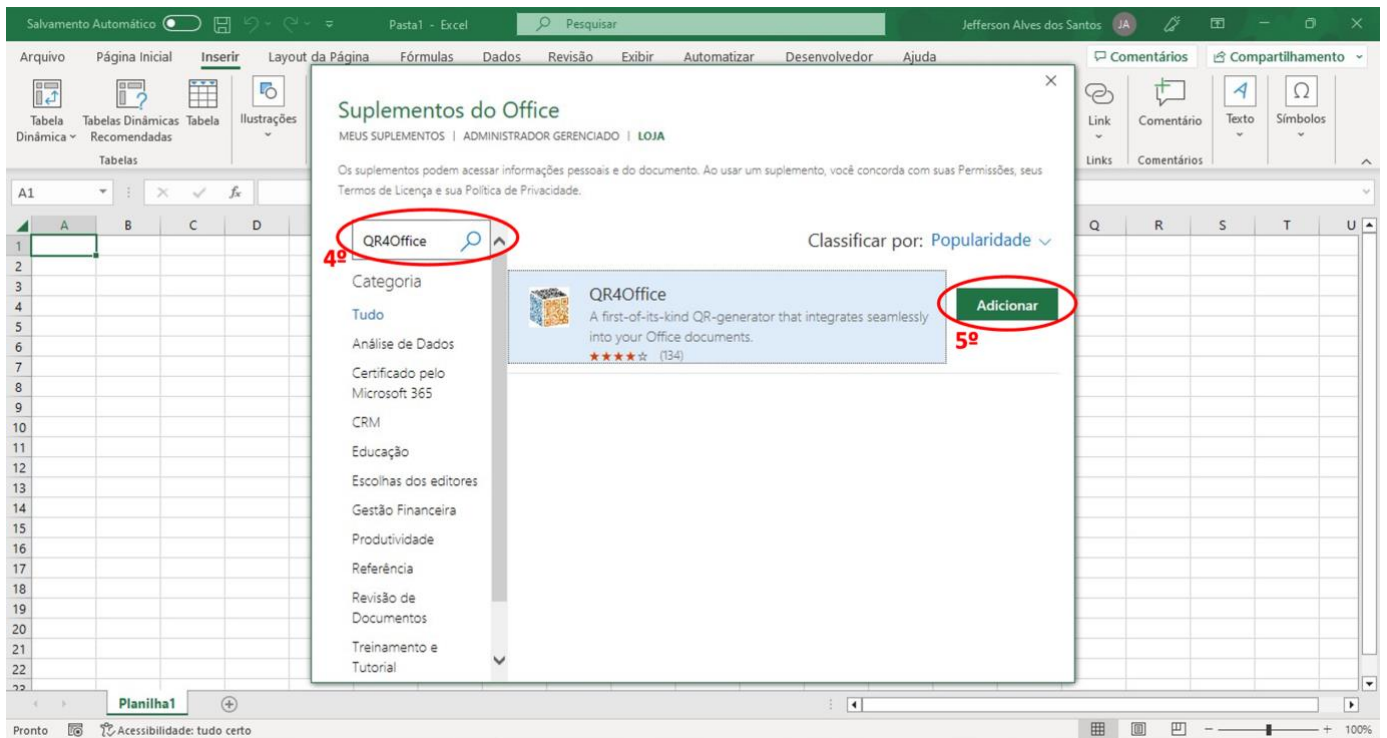 Salvamento Automático
Pasta1 - Excel
Pesquisar
Jefferson Alves dos Santos
JA
Arquivo Página Inicial Inserir Layout da Página Fórmulas Dados Revisão Exibir Automatizar Desenvolvedor Ajuda
Comentários
Compartilhamento
Tabela
Dinâmica
Tabelas Dinâmicas
Recomendadas
Tabela
Ilustrações
Tabelas
Link
Comentário
Texto
Símbolos
Links
Comentários
A1
fx
A B C D Q R S T U
1
2
3
4
5
6
7
8
9
10
11
12
13
14
15
16
17
18
19
20
21
22
23
Suplementos do Office
MEUS SUPLEMENTOS | ADMINISTRADOR GERENCIADO | LOJA
Os suplementos podem acessar informações pessoais e do documento. Ao usar um suplemento, você concorda com suas Permissões, seus
Termos de Licença e sua Política de Privacidade.
QR4Office
4º
Classificar por: Popularidade
Categoria
Tudo
Análise de Dados
Certificado pelo
Microsoft 365
CRM
Educação
Escolhas dos editores
Gestão Financeira
Produtividade
Referência
Revisão de
Documentos
Treinamento e
Tutorial
QR4Office
A first-of-its-kind QR-generator that integrates seamlessly
into your Office documents.
(134)
Adicionar
5º
Planilha1
Pronto
Acessibilidade: tudo certo
100%